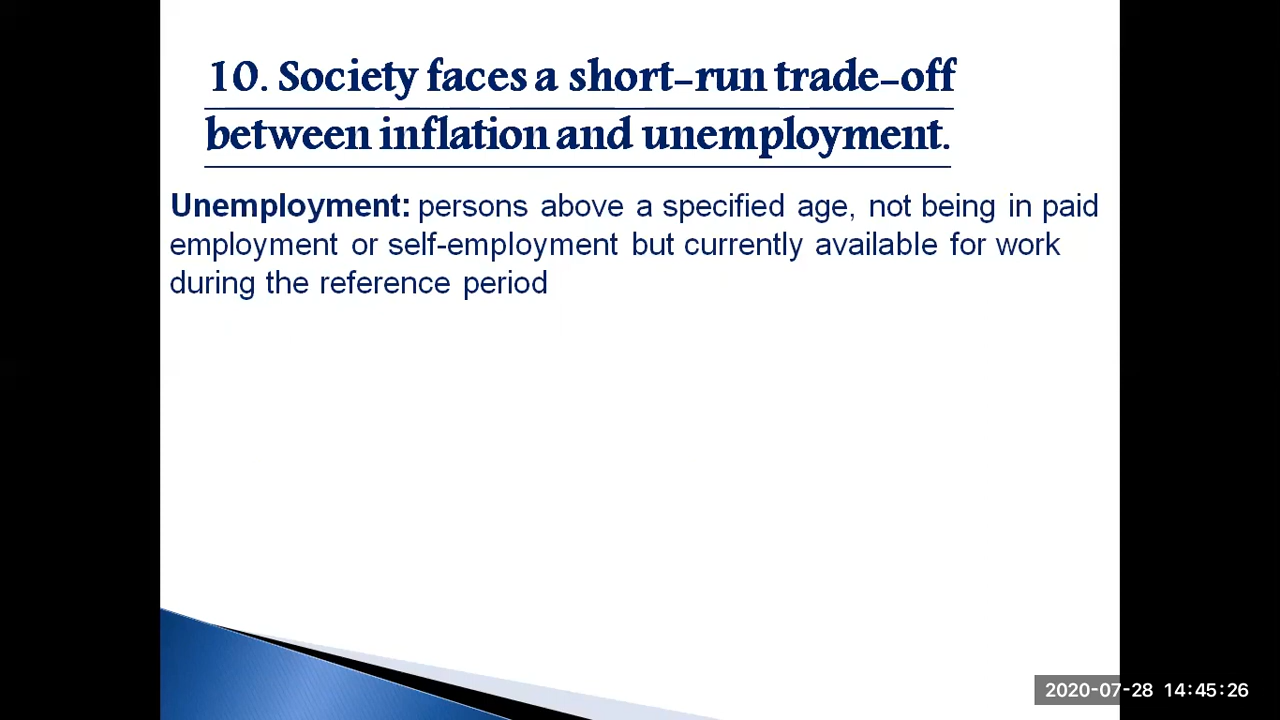 10. Society faces a short-run trade-off
between inflation and unemployment.
Unemployment: persons above a specified age, not being in paid
employment or self-employment but currently available for work
during the reference period
2020-07-28 14:45:26